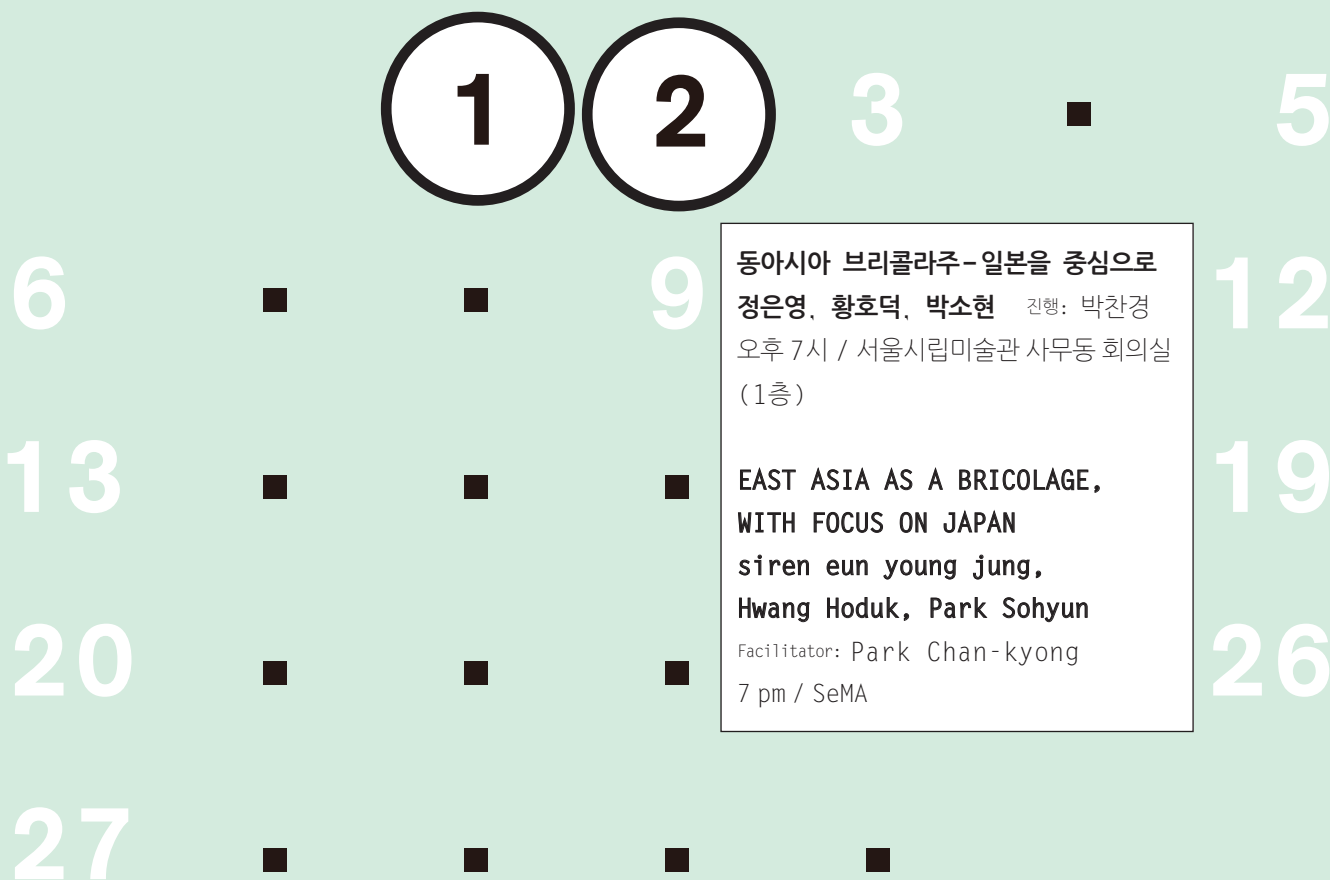 1 2 3 5
6 9 12
13 19
20 26
27
동아시아 브리콜라주-일본을 중심으로
정은영, 황호덕, 박소현 진행: 박찬경
오후 7시 / 서울시립미술관 사무동 회의실
(1층)
EAST ASIA AS A BRICOLAGE,
WITH FOCUS ON JAPAN
siren eun young jung,
Hwang Hoduk, Park Sohyun
Facilitator: Park Chan-kyong
7 pm / SeMA